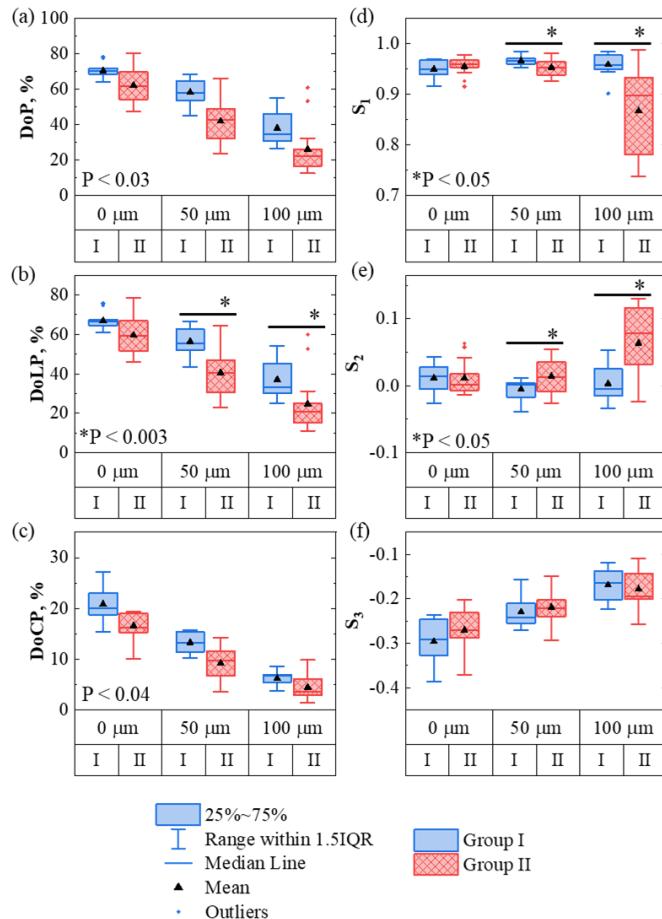 (a)
DoP, %
100
80
60
40
20
0
P < 0.03
0 μm 50 μm 100 μm
I II I II I II
(b)
DoLP, %
80
60
40
20
0
* *
*P < 0.003
0 μm 50 μm 100 μm
I II I II I II
(c)
DoCP, %
30
20
10
0
P < 0.04
0 μm 50 μm 100 μm
I II I II I II
(d)
S1
1.0
0.9
0.8
0.7
* *
*P < 0.05
0 μm 50 μm 100 μm
I II I II I II
(e)
S2
0.1
0.0
-0.1
* *
*P < 0.05
0 μm 50 μm 100 μm
I II I II I II
(f)
S3
-0.1
-0.2
-0.3
-0.4
0 μm 50 μm 100 μm
I II I II I II
25%~75%
Range within 1.5IQR
Median Line
Mean
Outliers
Group I
Group II